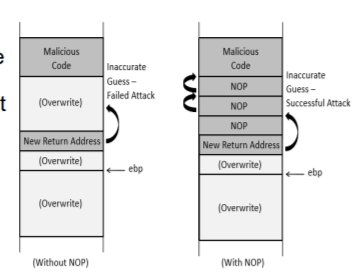 e
t
Malicious
Code
(Overwrite)
New Return Address
(Overwrite)
(Overwrite)
Inaccurate
Guess –
Failed Attack
ebp
(Without NOP)
Malicious
Code
NOP
NOP
NOP
New Return Address
(Overwrite)
(Overwrite)
Inaccurate
Guess –
Successful Attack
ebp
(With NOP)